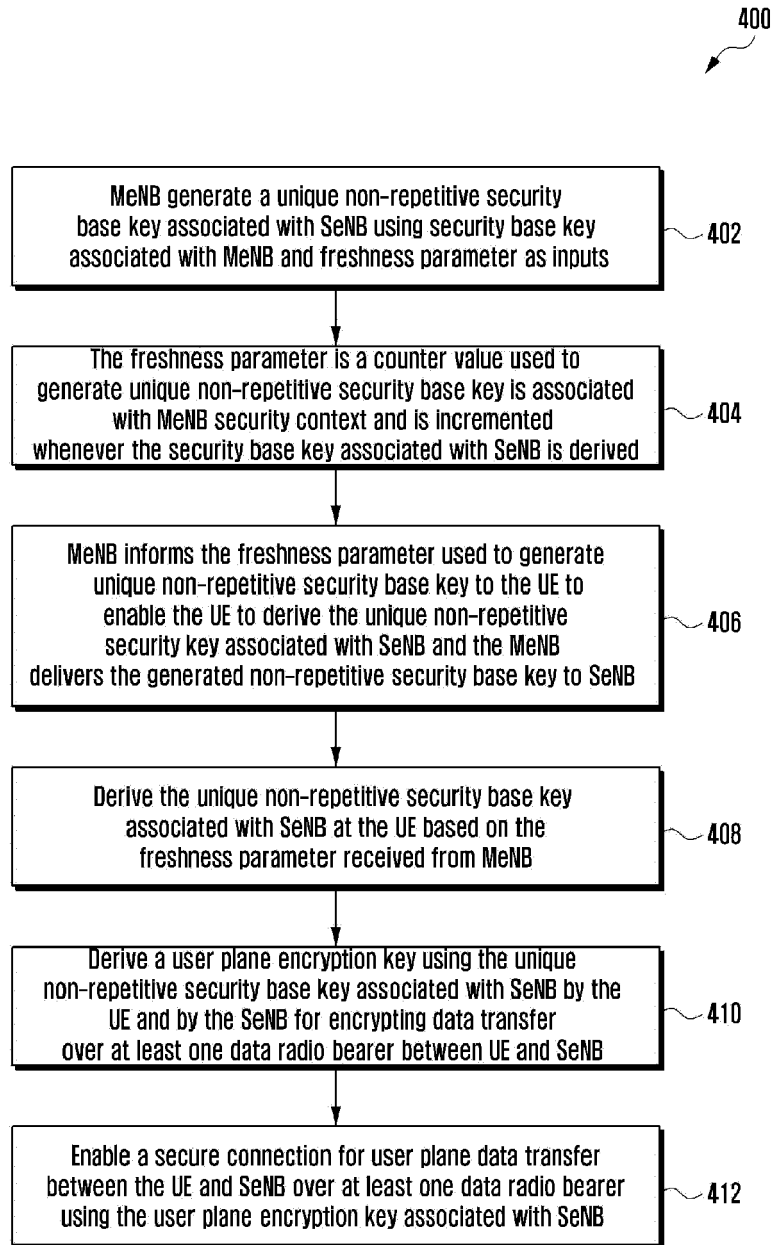 400
MeNB generate a unique non-repetitive security
base key associated with SeNB using security base key
associated with MeNB and freshness parameter as inputs
402
The freshness parameter is a counter value used to
generate unique non-repetitive security base key is associated
with MeNB security context and is incremented
whenever the security base key associated with SeNB is derived
404
MeNB informs the freshness parameter used to generate
unique non-repetitive security base key to the UE to
enable the UE to derive the unique non-repetitive
security key associated with SeNB and the MeNB
delivers the generated non-repetitive security base key to SeNB
406
Derive the unique non-repetitive security base key
associated with SeNB at the UE based on the
freshness parameter received from MeNB
408
Derive a user plane encryption key using the unique
non-repetitive security base key associated with SeNB by the
UE and by the SeNB for encrypting data transfer
over at least one data radio bearer between UE and SeNB
410
Enable a secure connection for user plane data transfer
between the UE and SeNB over at least one data radio bearer
using the user plane encryption key associated with SeNB
412